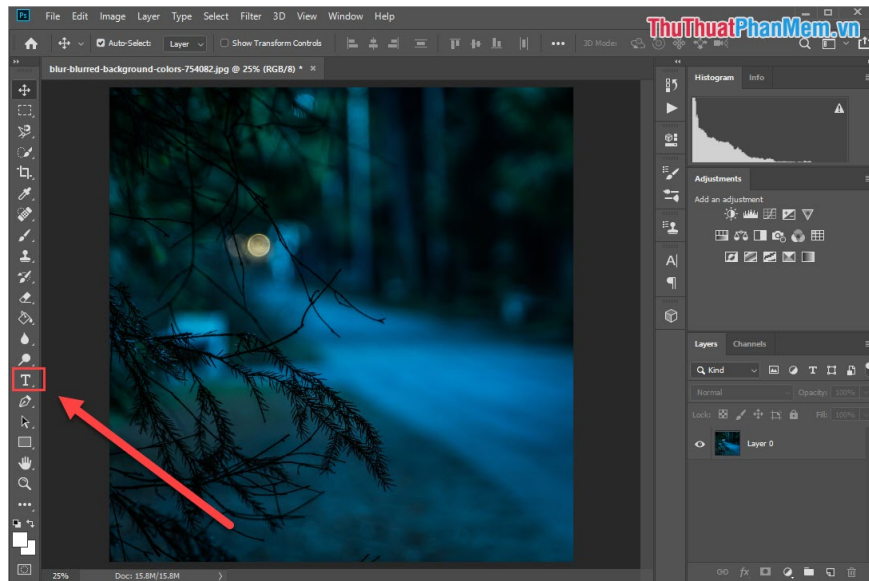 Ps File Edit Image Layer Type Select Filter 3D View Window Help
ThuThuatPhanMem.vn
Auto-Select: Layer Show Transform Controls 3D Mode:
blur-blurred-background-colors-754082.jpg @ 25% (RGB/8) * ×
Histogram Info
Adjustments
Add an adjustment
Layers Channels
Kind
Normal Opacity: 100%
Lock: Fill: 100%
Layer 0
25% Doc: 15.8M/15.8M